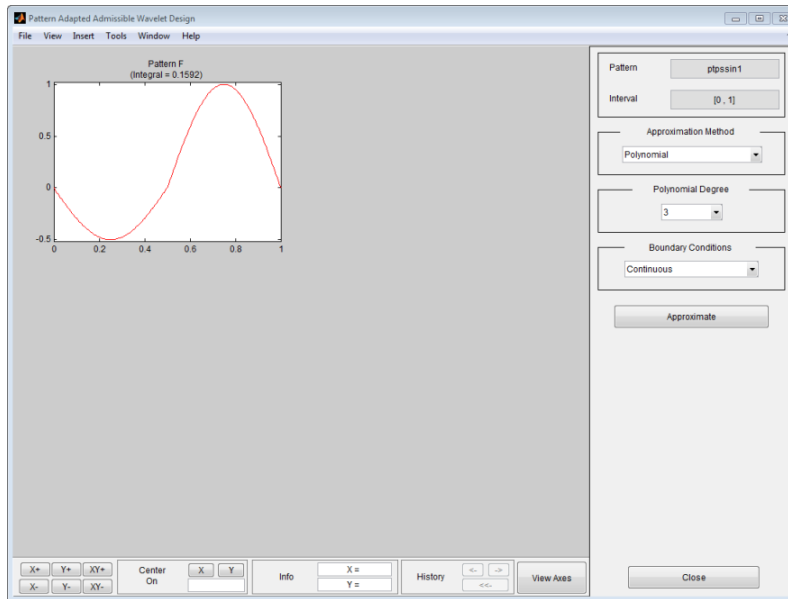 Pattern Adapted Admissible Wavelet Design
File View Insert Tools Window Help
Pattern F
(Integral = 0.1592)
1
0.5
0
-0.5
0 0.2 0.4 0.6 0.8 1
Pattern ptpssin1
Interval [0 , 1]
Approximation Method
Polynomial
Polynomial Degree
3
Boundary Conditions
Continuous
Approximate
X+ Y+ XY+
X- Y- XY-
Center
On
X Y
Info
X =
Y =
History
<- ->
<<-
View Axes
Close